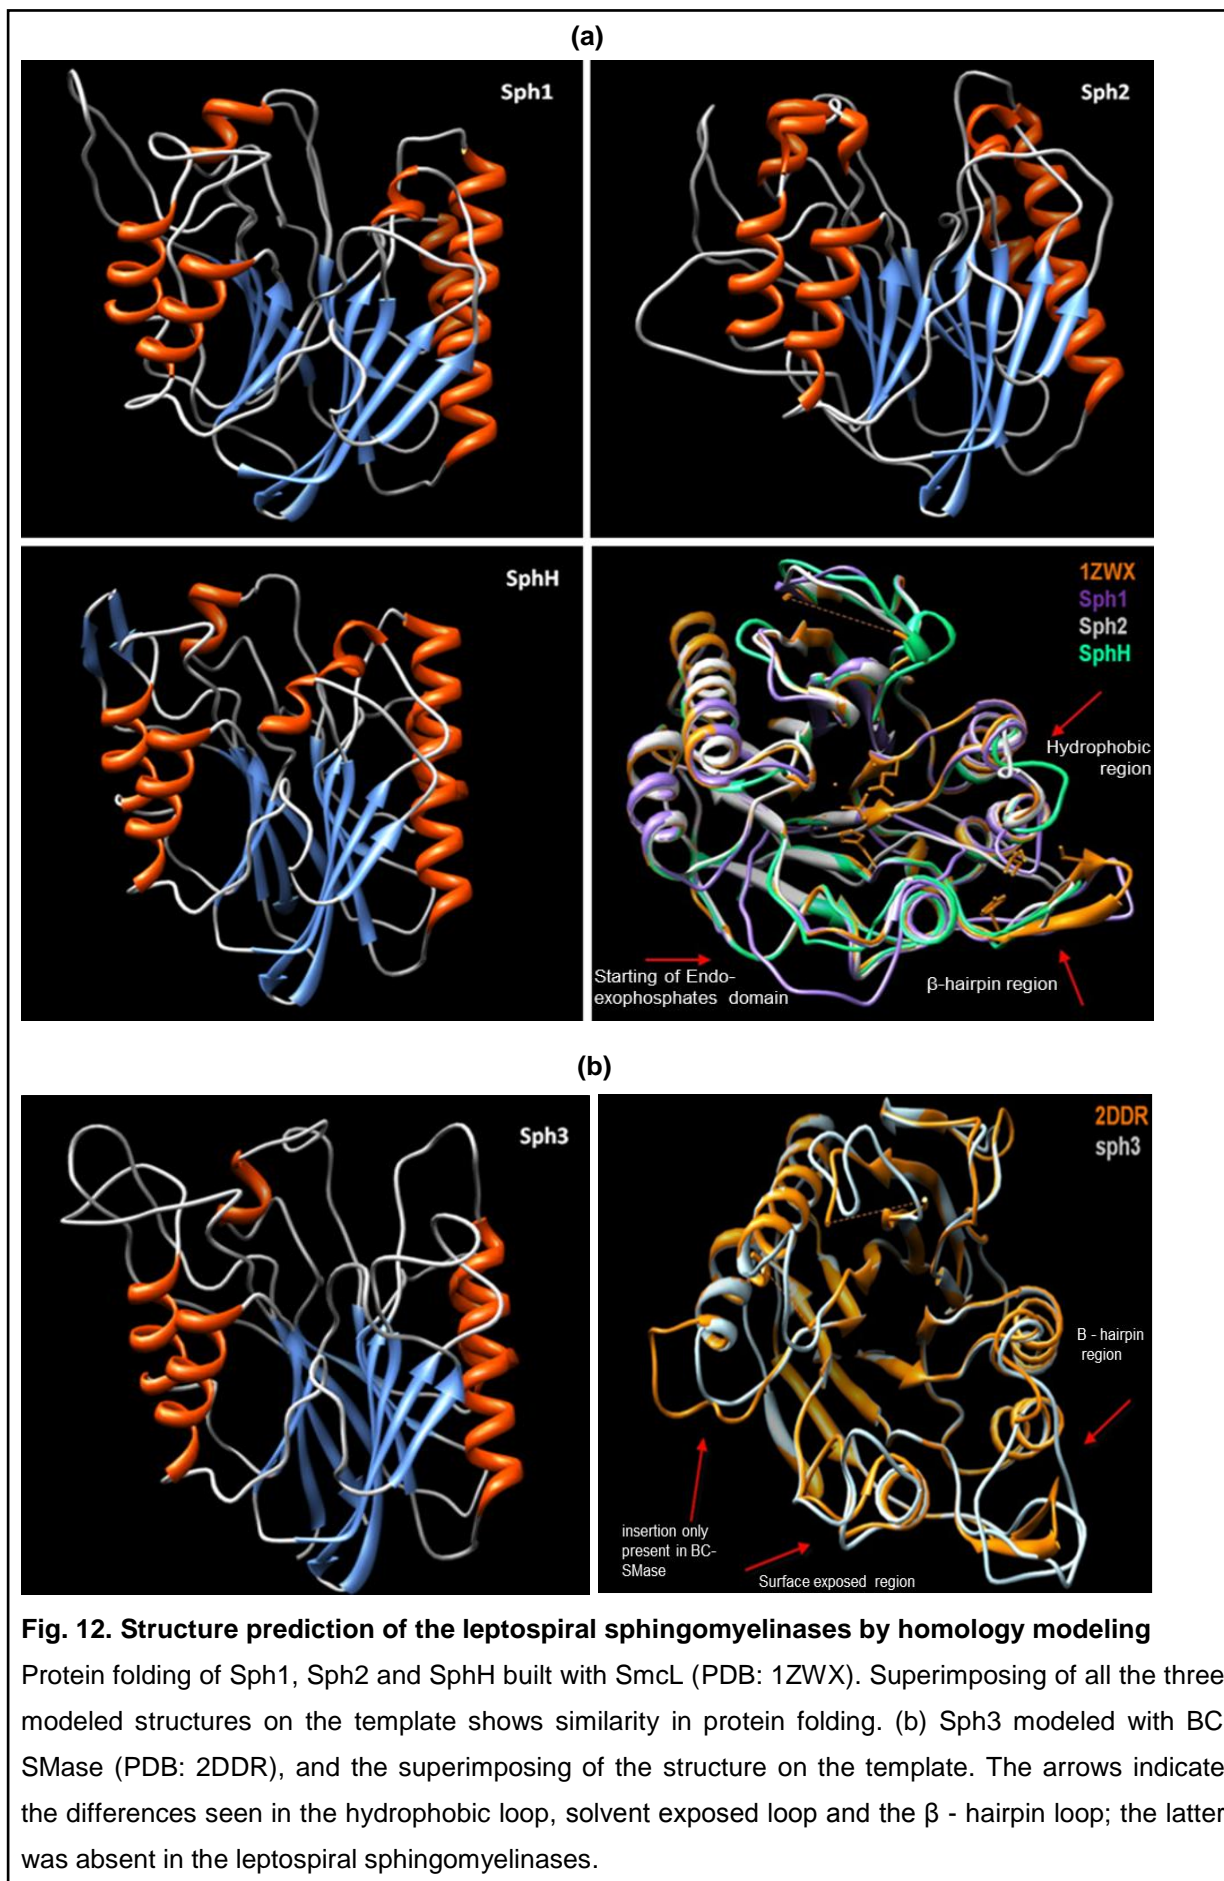 (a)
Sph1
Sph2
SphH
1ZWX
Sph1
Sph2
SphH
Hydrophobic
region
Starting of Endo-
exophosphates domain
β-hairpin region
(b)
Sph3
2DDR
sph3
B - hairpin
region
insertion only
present in BC-
SMase
Surface exposed region
Fig. 12. Structure prediction of the leptospiral sphingomyelinases by homology modeling
Protein folding of Sph1, Sph2 and SphH built with SmcL (PDB: 1ZWX). Superimposing of all the three
modeled structures on the template shows similarity in protein folding. (b) Sph3 modeled with BC
SMase (PDB: 2DDR), and the superimposing of the structure on the template. The arrows indicate
the differences seen in the hydrophobic loop, solvent exposed loop and the β - hairpin loop; the latter
was absent in the leptospiral sphingomyelinases.